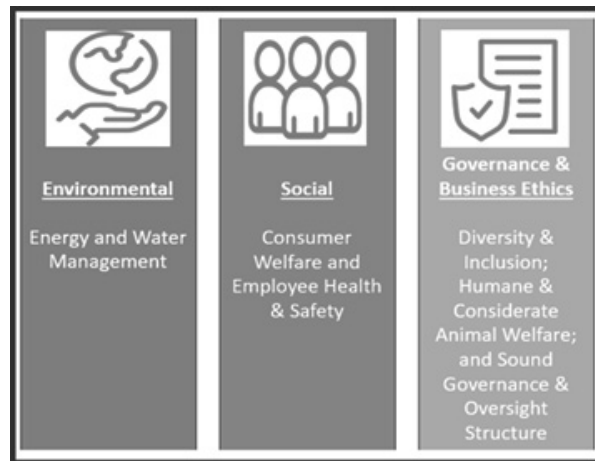 Environmental
Energy and Water
Management
Social
Consumer
Welfare and
Employee Health
& Safety
Governance &
Business Ethics
Diversity &
Inclusion;
Humane &
Considerate
Animal Welfare;
and Sound
Governance &
Oversight
Structure